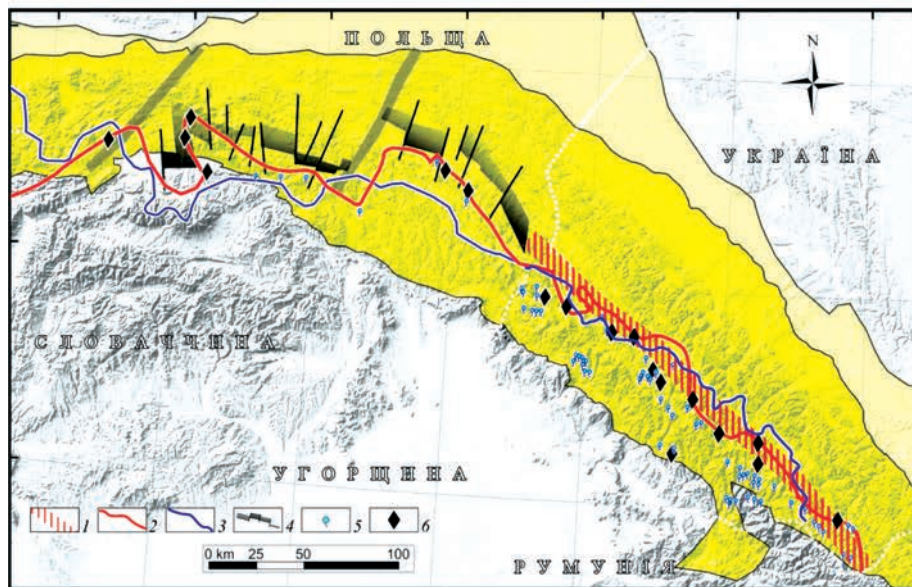 ПОЛЬЩА
N
УКРАЇНА
СЛОВАЧЧИНА
УГОРЩИНА
1 2 3 4 5 6
0 km 25 50 100
РУМУНІЯ